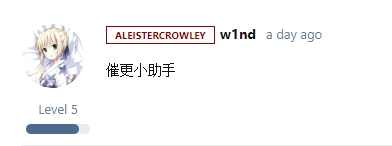 ALEISTERCROWLEY w1nd a day ago
催更小助手
Level 5